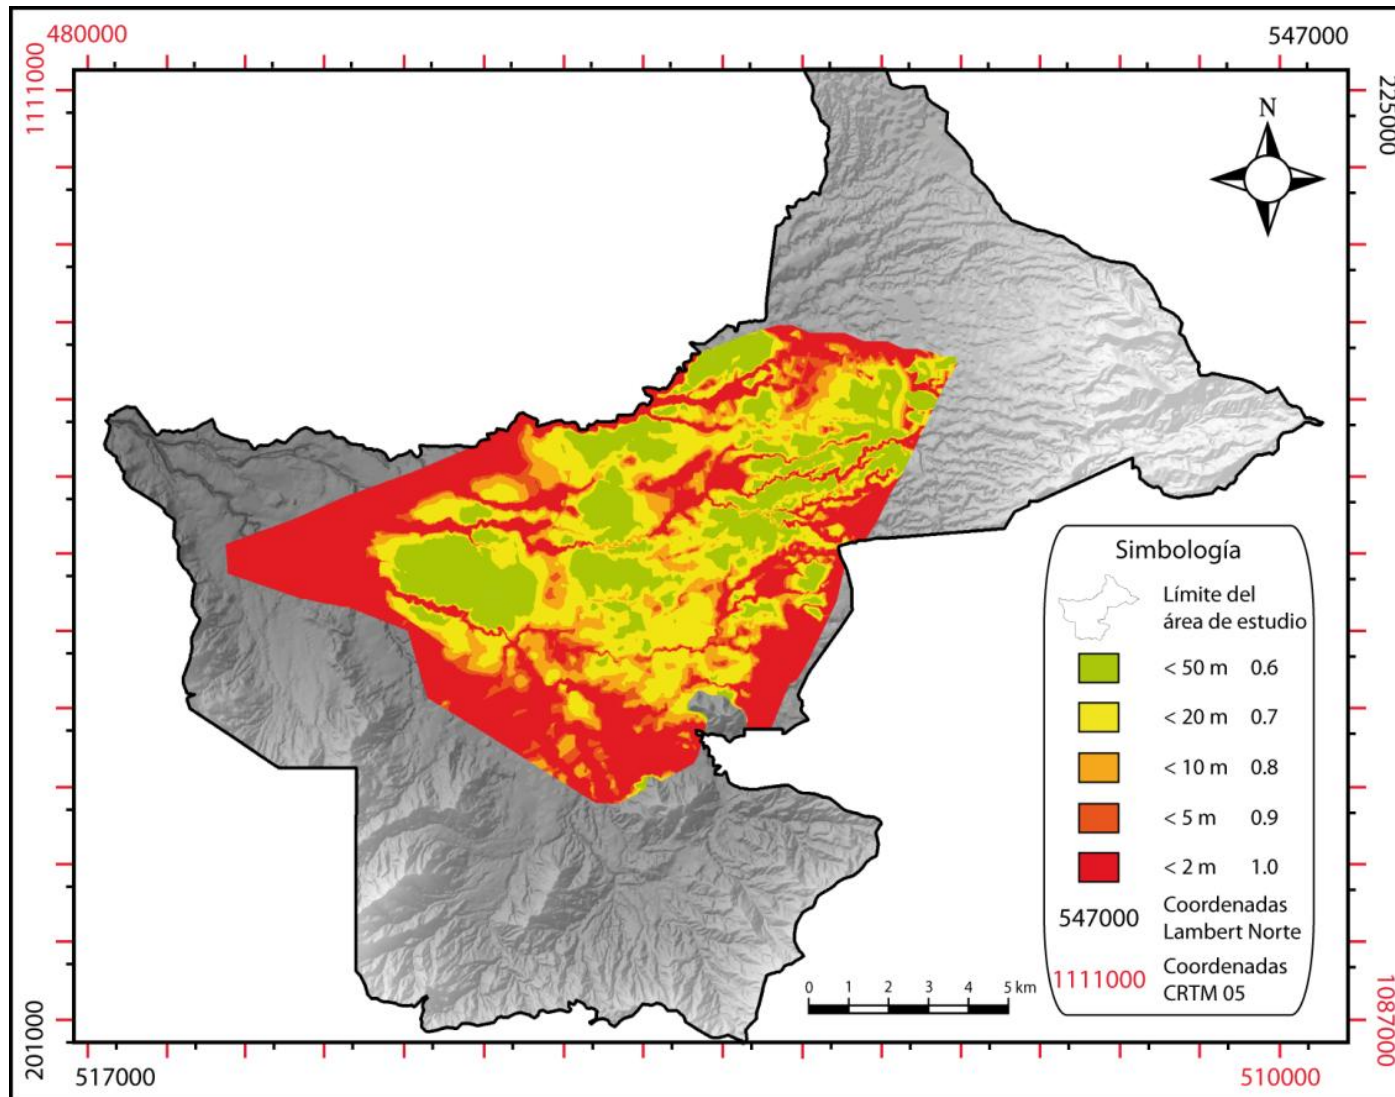 480000
547000
1111000
225000
N
Simbología
Límite del
área de estudio
< 50 m 0.6
< 20 m 0.7
< 10 m 0.8
< 5 m 0.9
< 2 m 1.0
547000 Coordenadas
Lambert Norte
1111000 Coordenadas
CRTM 05
0 1 2 3 4 5 km
201000
1087000
517000
510000